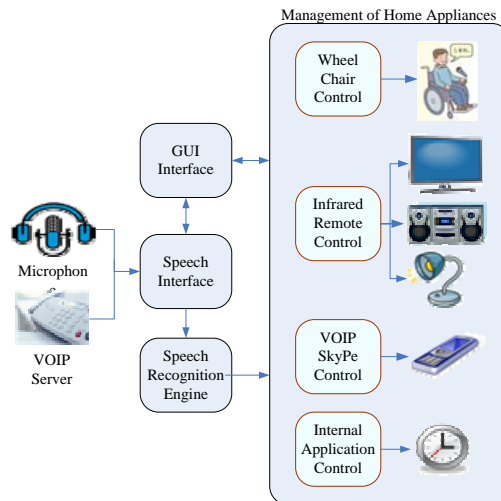 Management of Home Appliances
Wheel
Chair
Control
GUI
Interface
Infrared
Remote
Control
Microphon
Speech
Interface
VOIP
Server
Speech
Recognition
Engine
VOIP
SkyPe
Control
Internal
Application
Control